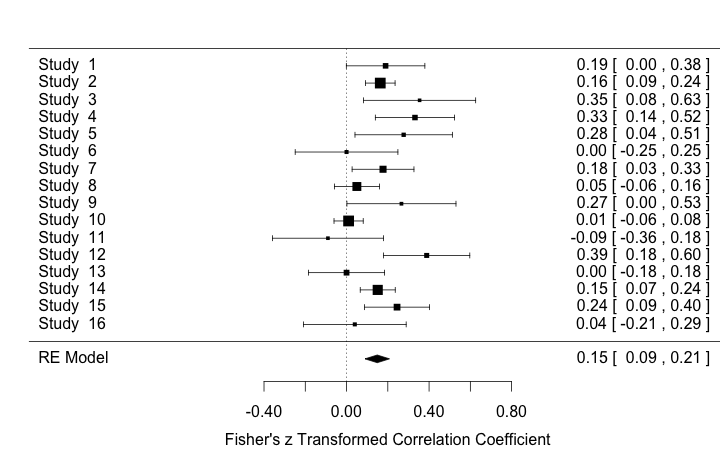 Study 1 0.19 [ 0.00 , 0.38 ]
Study 2 0.16 [ 0.09 , 0.24 ]
Study 3 0.35 [ 0.08 , 0.63 ]
Study 4 0.33 [ 0.14 , 0.52 ]
Study 5 0.28 [ 0.04 , 0.51 ]
Study 6 0.00 [ -0.25 , 0.25 ]
Study 7 0.18 [ 0.03 , 0.33 ]
Study 8 0.05 [ -0.06 , 0.16 ]
Study 9 0.27 [ 0.00 , 0.53 ]
Study 10 0.01 [ -0.06 , 0.08 ]
Study 11 -0.09 [ -0.36 , 0.18 ]
Study 12 0.39 [ 0.18 , 0.60 ]
Study 13 0.00 [ -0.18 , 0.18 ]
Study 14 0.15 [ 0.07 , 0.24 ]
Study 15 0.24 [ 0.09 , 0.40 ]
Study 16 0.04 [ -0.21 , 0.29 ]
RE Model 0.15 [ 0.09 , 0.21 ]
-0.40 0.00 0.40 0.80
Fisher's z Transformed Correlation Coefficient